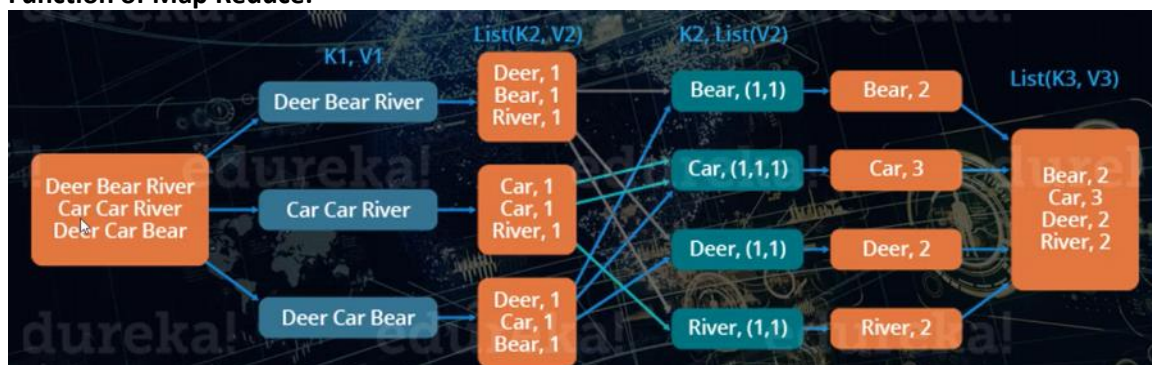 Function of Map Reduce:
K1, V1
List(K2, V2)
K2, List(V2)
List(K3, V3)
Deer Bear River
Car Car River
Deer Car Bear
Deer Bear River
Car Car River
Deer Car Bear
Deer, 1
Bear, 1
River, 1
Car, 1
Car, 1
River, 1
Deer, 1
Car, 1
Bear, 1
Bear, (1,1)
Car, (1,1,1)
Deer, (1,1)
River, (1,1)
Bear, 2
Car, 3
Deer, 2
River, 2
Bear, 2
Car, 3
Deer, 2
River, 2
edureka!